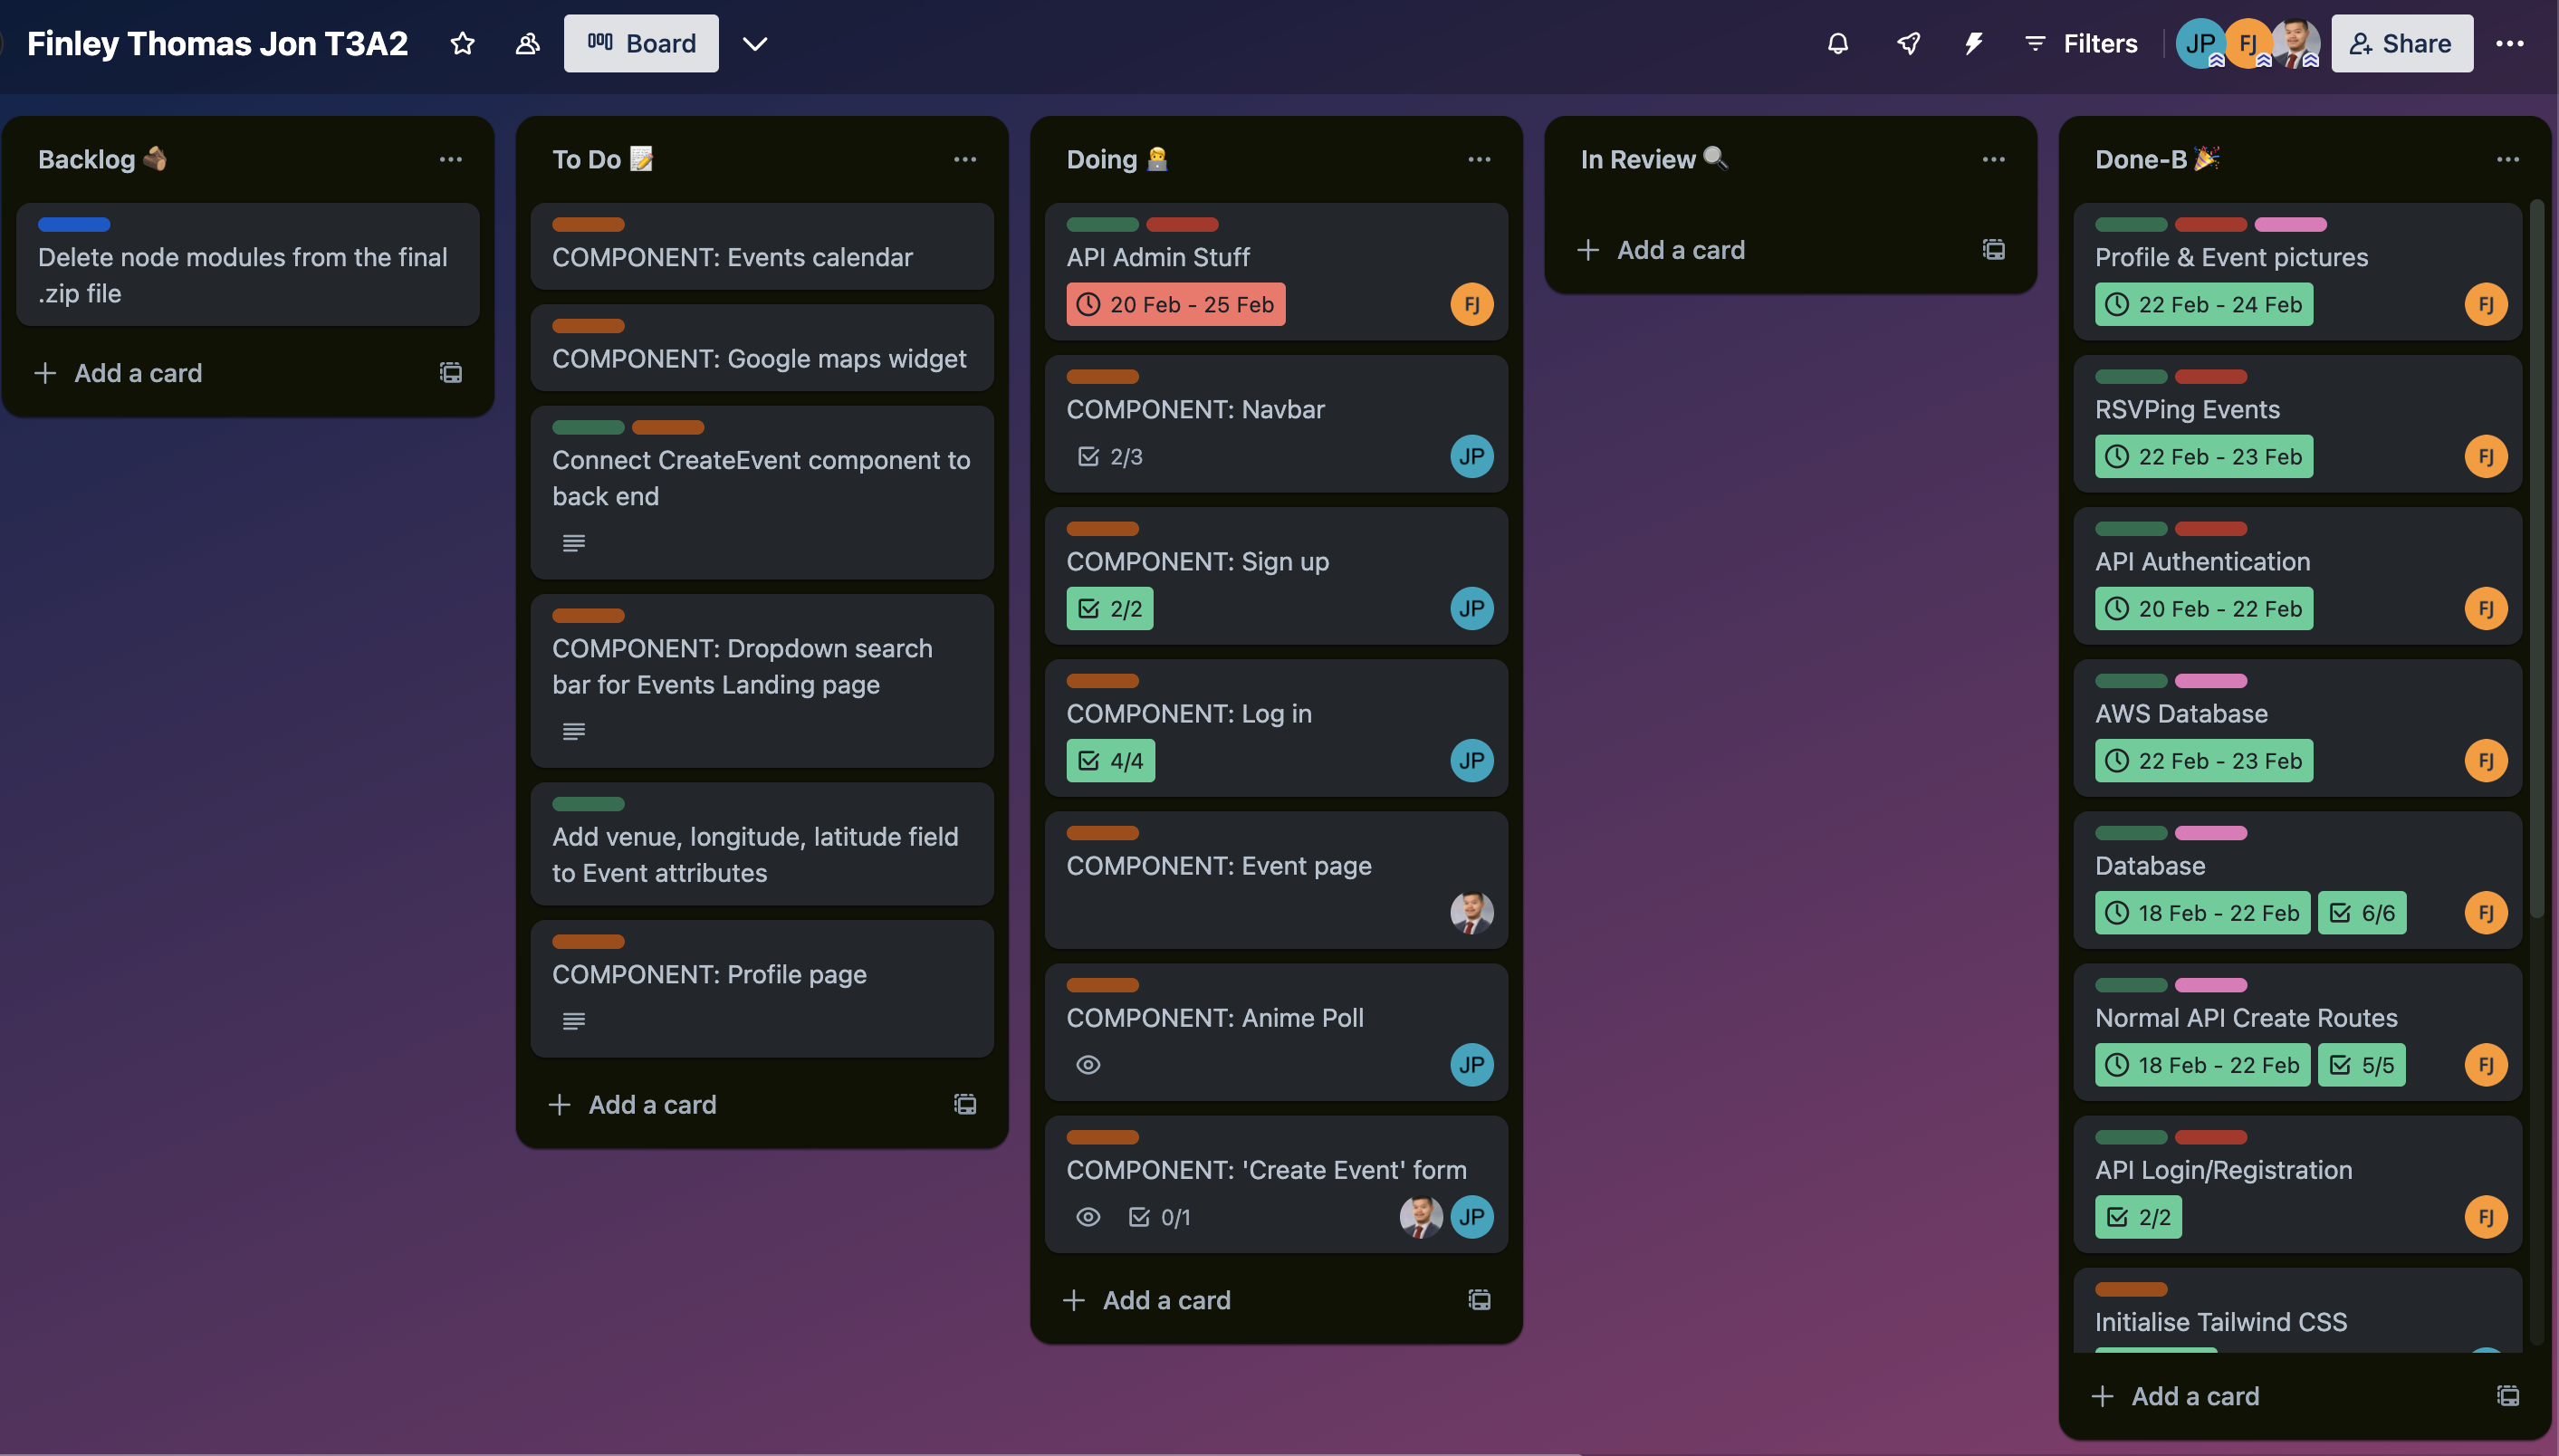 Finley Thomas Jon T3A2
Board
Filters
JP
FJ
Share
Backlog
Delete node modules from the final
.zip file
Add a card
To Do
COMPONENT: Events calendar
COMPONENT: Google maps widget
Connect CreateEvent component to
back end
COMPONENT: Dropdown search
bar for Events Landing page
Add venue, longitude, latitude field
to Event attributes
COMPONENT: Profile page
Add a card
Doing
API Admin Stuff
20 Feb - 25 Feb
FJ
COMPONENT: Navbar
2/3
JP
COMPONENT: Sign up
2/2
JP
COMPONENT: Log in
4/4
JP
COMPONENT: Event page
COMPONENT: Anime Poll
JP
COMPONENT: 'Create Event' form
0/1
JP
Add a card
In Review
Add a card
Done-B
Profile & Event pictures
22 Feb - 24 Feb
FJ
RSVPing Events
22 Feb - 23 Feb
FJ
API Authentication
20 Feb - 22 Feb
FJ
AWS Database
22 Feb - 23 Feb
FJ
Database
18 Feb - 22 Feb
6/6
FJ
Normal API Create Routes
18 Feb - 22 Feb
5/5
FJ
API Login/Registration
2/2
FJ
Initialise Tailwind CSS
Add a card